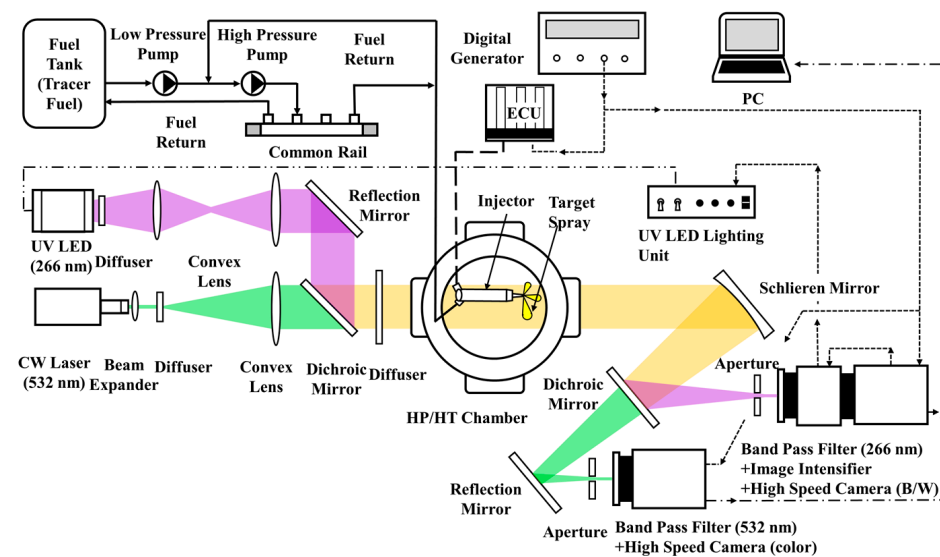 Fuel
Tank
(Tracer
Fuel)
Low Pressure
Pump
High Pressure
Pump
Fuel
Return
Fuel
Return
Common Rail
Digital
Generator
ECU
PC
UV LED
(266 nm)
Diffuser
Convex
Lens
Reflection
Mirror
Injector
Target
Spray
UV LED Lighting
Unit
Schlieren Mirror
CW Laser
(532 nm)
Beam
Expander
Diffuser
Convex
Lens
Dichroic
Mirror
Diffuser
HP/HT Chamber
Dichroic
Mirror
Aperture
Band Pass Filter (266 nm)
+Image Intensifier
+High Speed Camera (B/W)
Reflection
Mirror
Aperture
Band Pass Filter (532 nm)
+High Speed Camera (color)